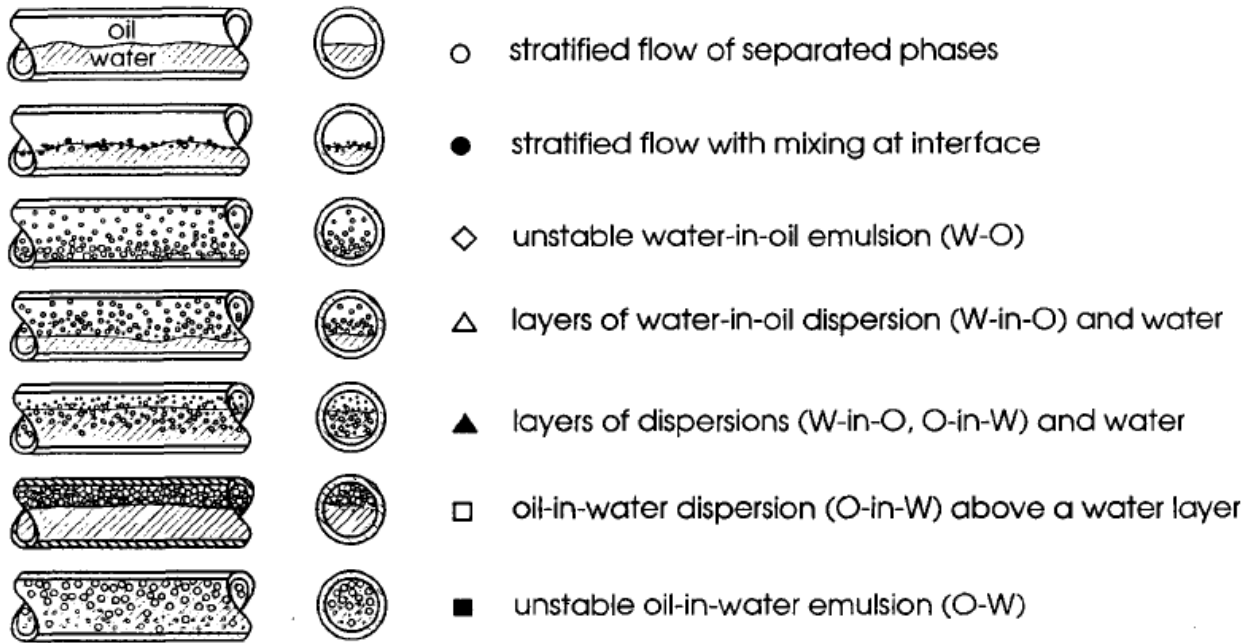 oil
water
○ stratified flow of separated phases
● stratified flow with mixing at interface
◇ unstable water-in-oil emulsion (W-O)
△ layers of water-in-oil dispersion (W-in-O) and water
▲ layers of dispersions (W-in-O, O-in-W) and water
□ oil-in-water dispersion (O-in-W) above a water layer
■ unstable oil-in-water emulsion (O-W)